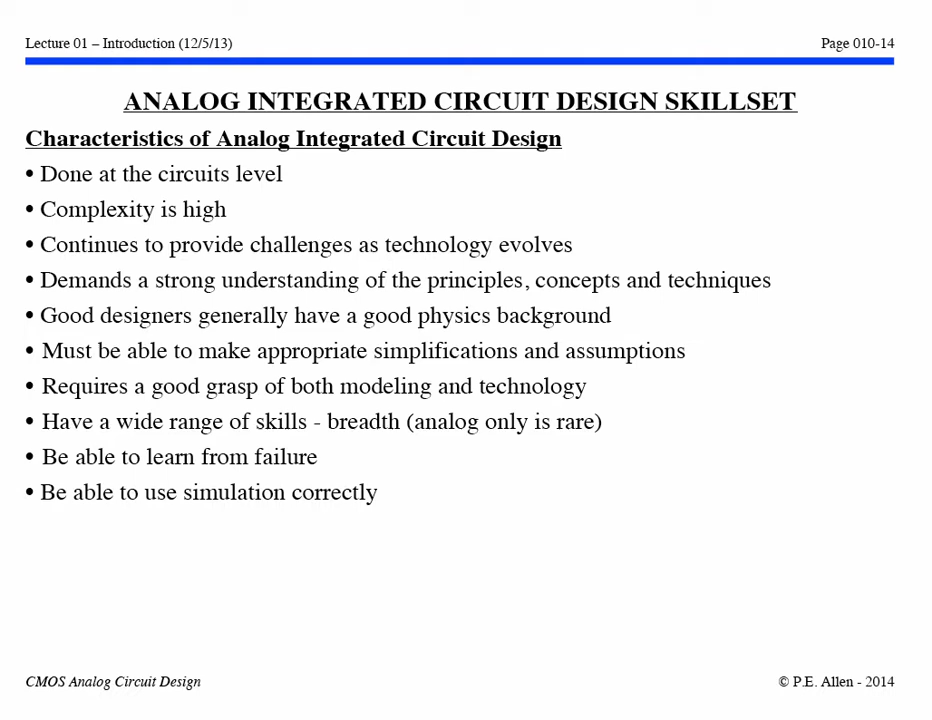 Lecture 01 – Introduction (12/5/13) Page 010-14
ANALOG INTEGRATED CIRCUIT DESIGN SKILLSET
Characteristics of Analog Integrated Circuit Design
• Done at the circuits level
• Complexity is high
• Continues to provide challenges as technology evolves
• Demands a strong understanding of the principles, concepts and techniques
• Good designers generally have a good physics background
• Must be able to make appropriate simplifications and assumptions
• Requires a good grasp of both modeling and technology
• Have a wide range of skills - breadth (analog only is rare)
• Be able to learn from failure
• Be able to use simulation correctly
CMOS Analog Circuit Design © P.E. Allen - 2014